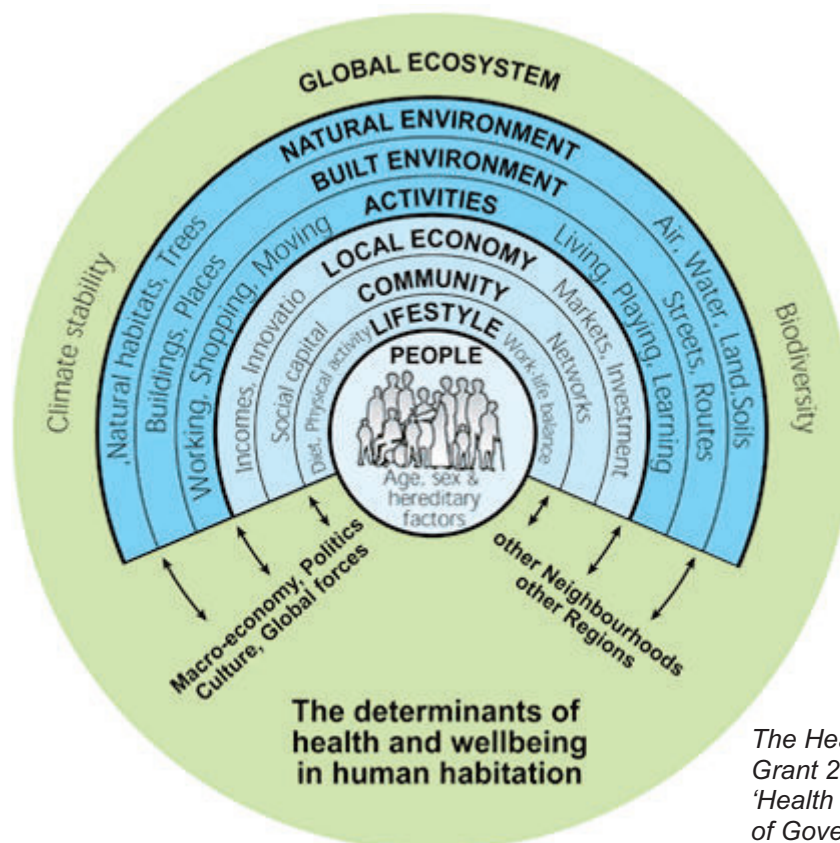 GLOBAL ECOSYSTEM
NATURAL ENVIRONMENT
BUILT ENVIRONMENT
ACTIVITIES
LOCAL ECONOMY
COMMUNITY
LIFESTYLE
PEOPLE
Age, sex &
hereditary
factors
Climate stability
Biodiversity
,Natural habitats, Trees
Air, Water, Land.Soils
Buildings, Places
Streets, Routes
Working, Shopping, Moving
Living, Playing, Learning
Incomes, Innovatio
Markets, Investment
Social capital
Networks
Diet, Physical activity
Work-life balance
Macro-economy, Politics
Culture, Global forces
other Neighbourhoods
other Regions
The determinants of
health and wellbeing
in human habitation
The Hea
Grant 2
‘Health
of Gove